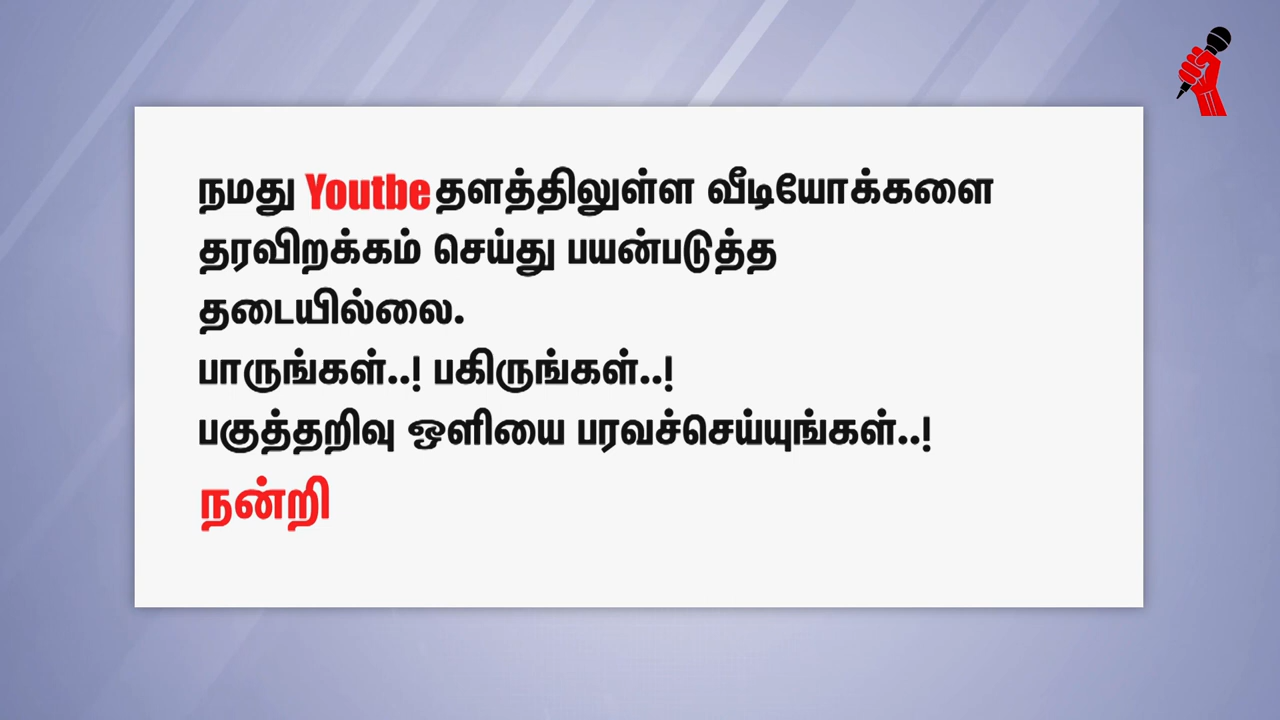 நமது Youtbe தளத்திலுள்ள வீடியோக்களை
தரவிறக்கம் செய்து பயன்படுத்த
தடையில்லை.
பாருங்கள்..! பகிருங்கள்..!
பகுத்தறிவு ஒளியை பரவச்செய்யுங்கள்..!
நன்றி